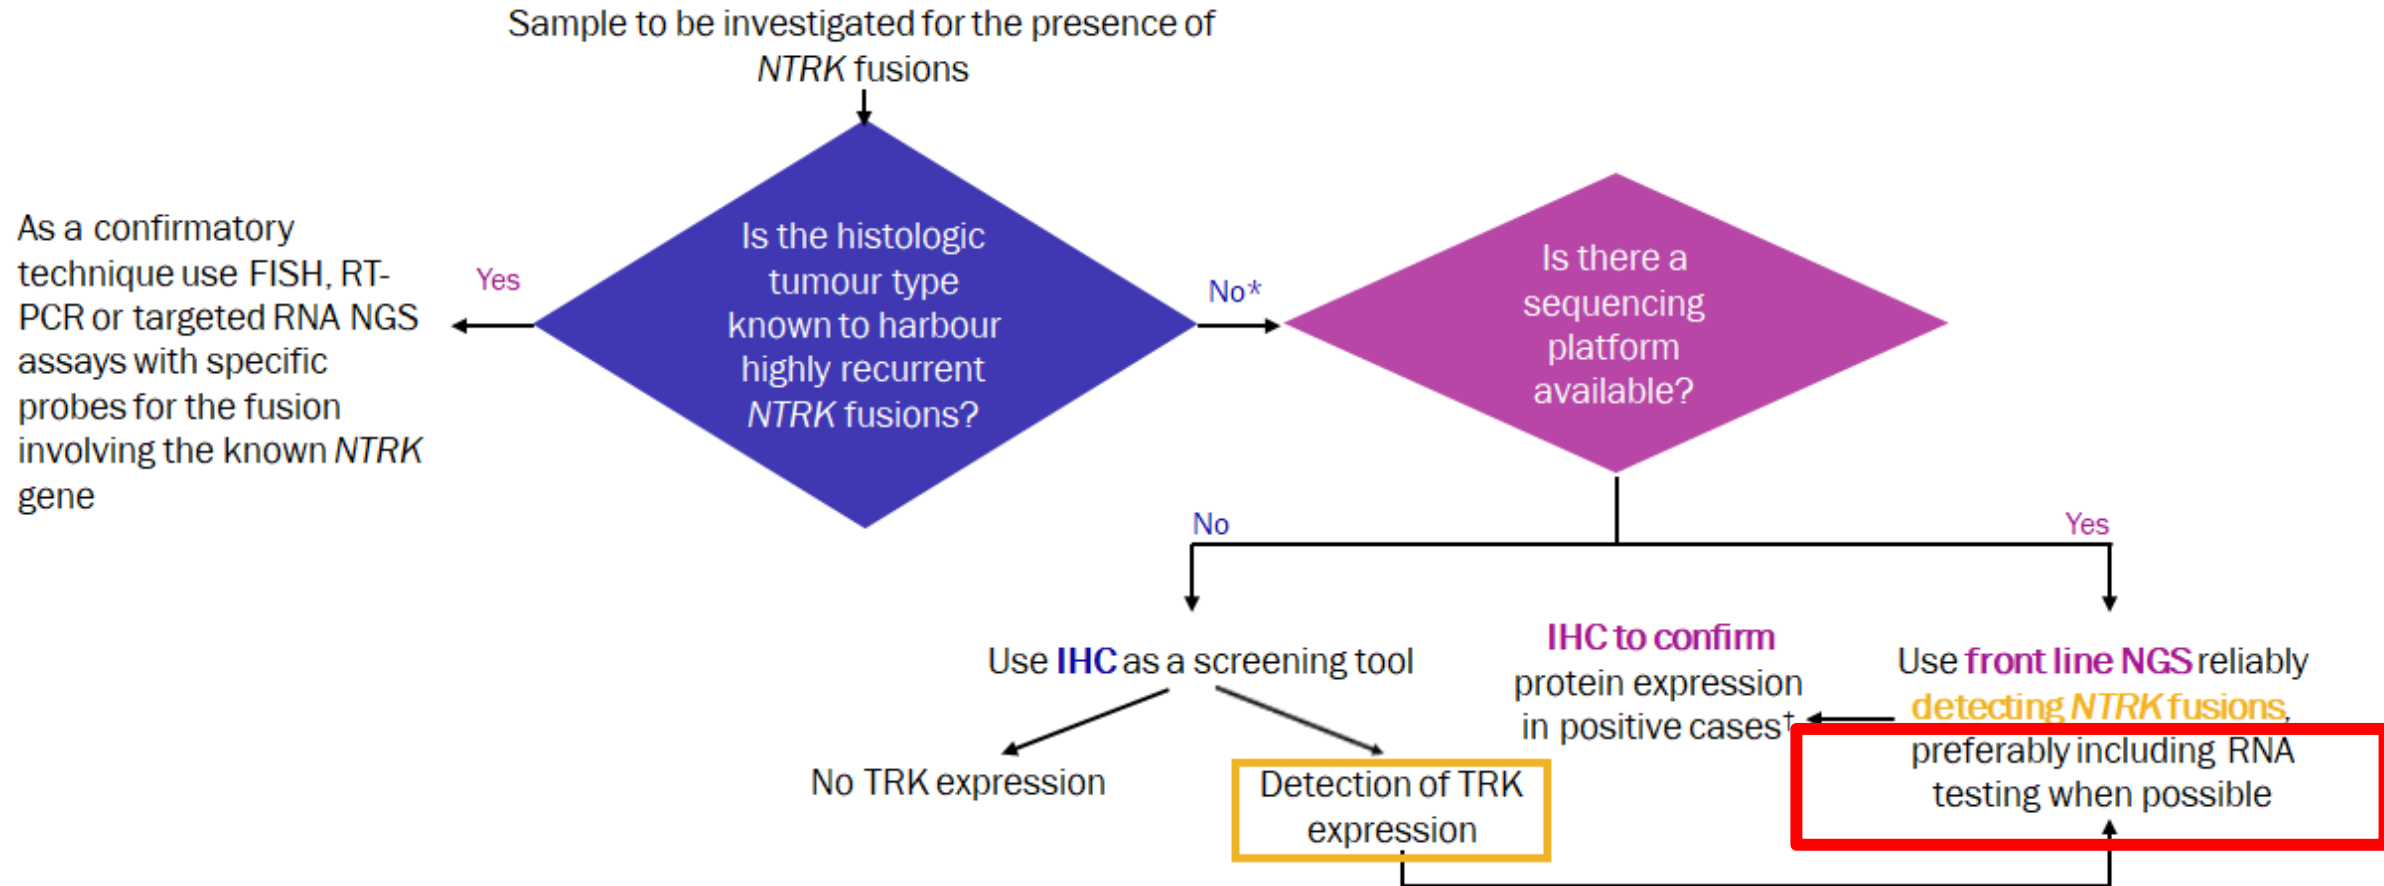 Sample to be investigated for the presence of
NTRK fusions
As a confirmatory
technique use FISH, RT-
PCR or targeted RNA NGS
assays with specific
probes for the fusion
involving the known NTRK
gene
Yes
Is the histologic
tumour type
known to harbour
highly recurrent
NTRK fusions?
No*
Is there a
sequencing
platform
available?
No
Yes
Use IHC as a screening tool
No TRK expression
Detection of TRK
expression
IHC to confirm
protein expression
in positive cases†
Use front line NGS reliably
detecting NTRK fusions,
preferably including RNA
testing when possible